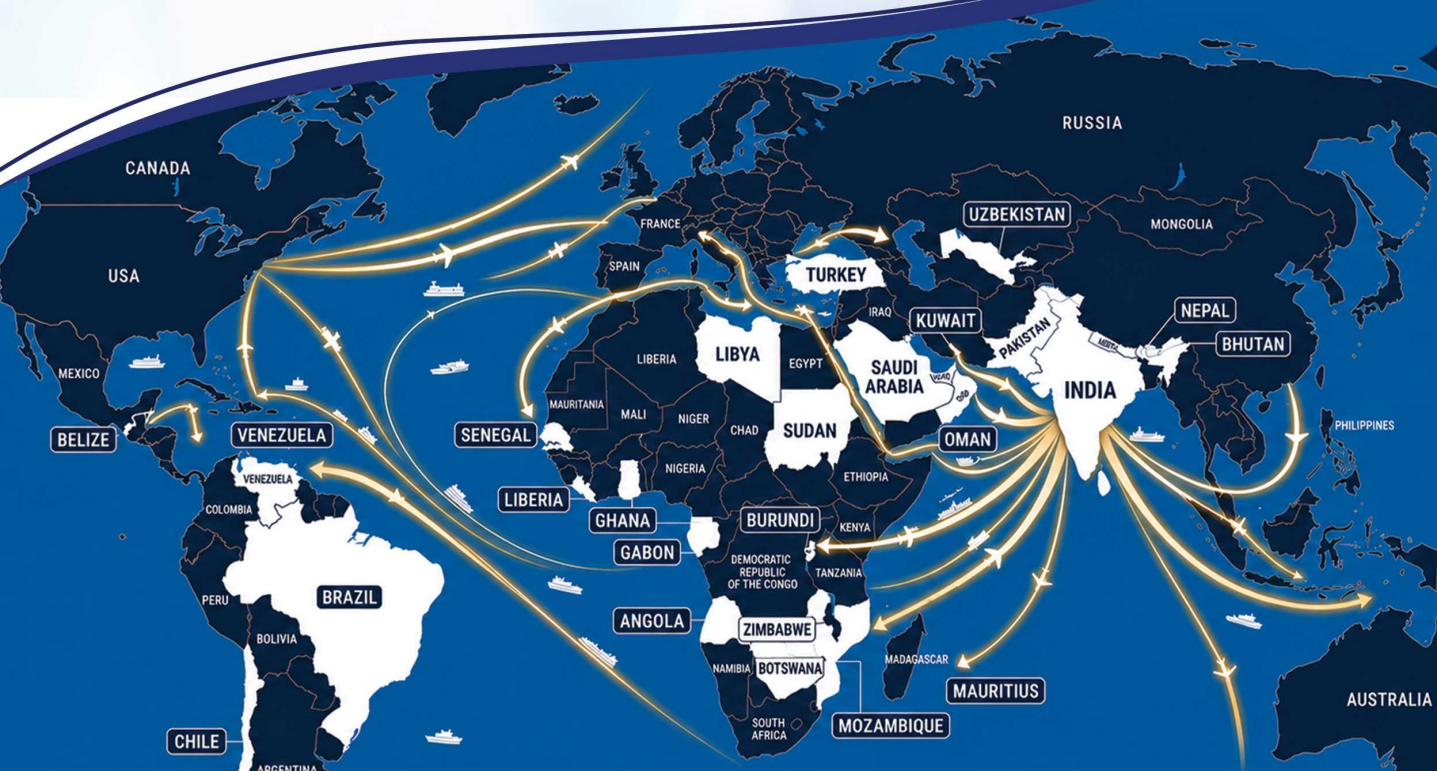 CANADA
RUSSIA
UZBEKISTAN
MONGOLIA
FRANCE
USA
SPAIN
TURKEY
IRAQ
KUWAIT
NEPAL
PAKISTAN
BHUTAN
LIBERIA
LIBYA
EGYPT
SAUDI
ARABIA
INDIA
MEXICO
MAURITANIA
MALI
NIGER
CHAD
SUDAN
OMAN
PHILIPPINES
BELIZE
VENEZUELA
SENEGAL
VENEZUELA
NIGERIA
ETHIOPIA
COLOMBIA
LIBERIA
GHANA
BURUNDI
KENYA
GABON
DEMOCRATIC
REPUBLIC
OF THE CONGO
TANZANIA
PERU
BRAZIL
ANGOLA
ZIMBABWE
BOLIVIA
NAMIBIA
BOTSWANA
MADAGASCAR
MAURITIUS
AUSTRALIA
SOUTH
AFRICA
MOZAMBIQUE
CHILE
ARGENTINA